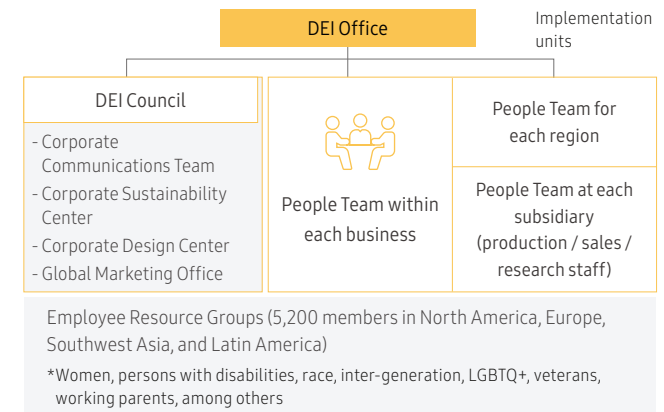 DEI Office
Implementation
units
DEI Council
- Corporate
Communications Team
- Corporate Sustainability
Center
- Corporate Design Center
- Global Marketing Office
People Team within
each business
People Team for
each region
People Team at each
subsidiary
(production / sales /
research staff)
Employee Resource Groups (5,200 members in North America, Europe,
Southwest Asia, and Latin America)
*Women, persons with disabilities, race, inter-generation, LGBTQ+, veterans,
working parents, among others